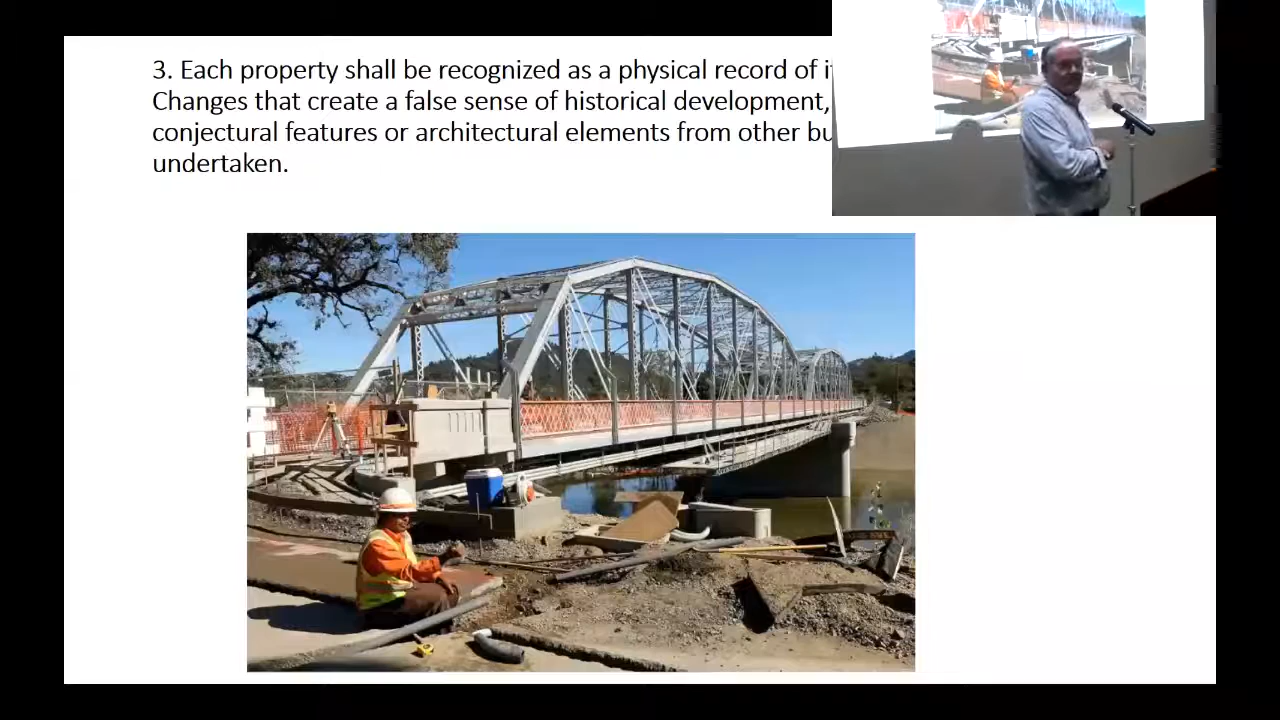 3. Each property shall be recognized as a physical record of
Changes that create a false sense of historical development,
conjectural features or architectural elements from other
undertaken.